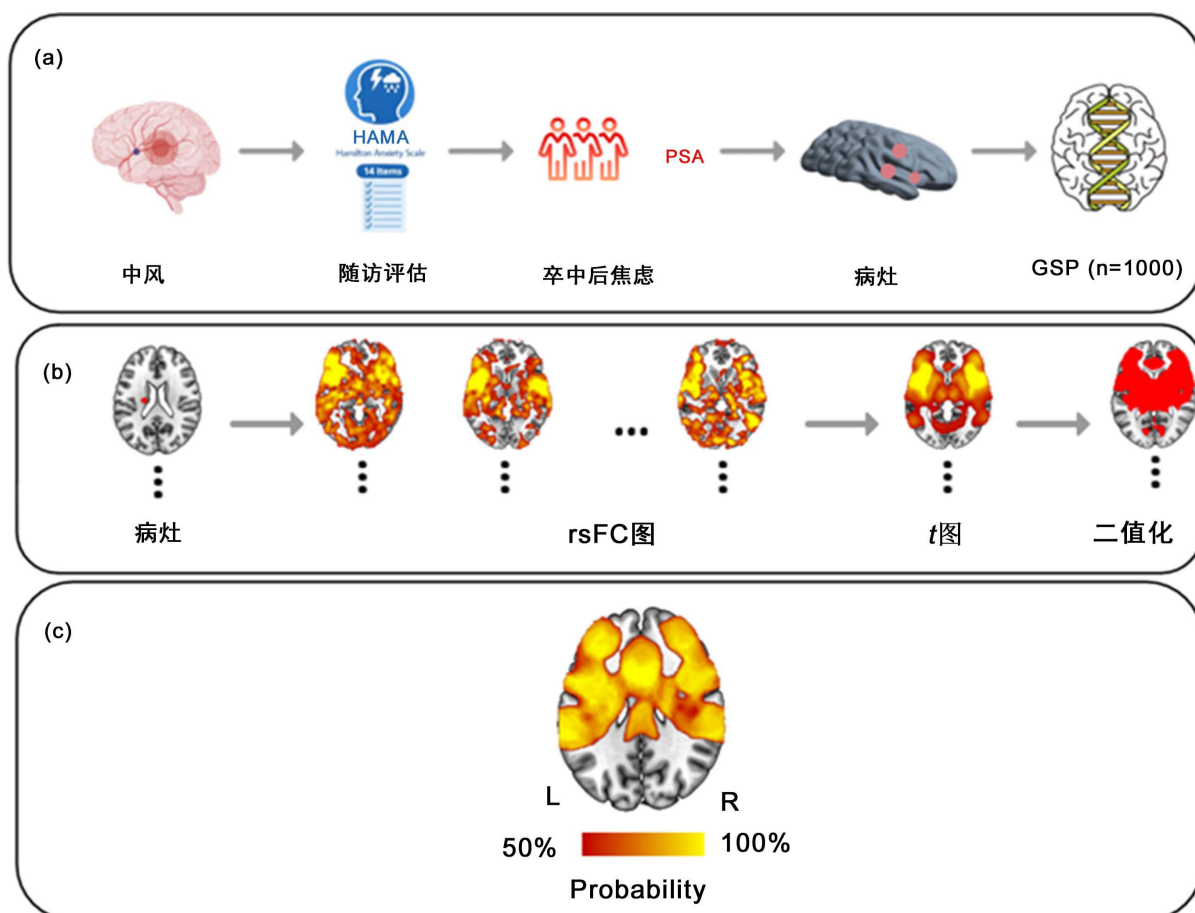 (a)
HAMA
Hamilton Anxiety Scale
14 Items
PSA
中风
随访评估
卒中后焦虑
病灶
GSP (n=1000)
(b)
病灶
rsFC图
t图
二值化
(c)
L
R
50%
100%
Probability